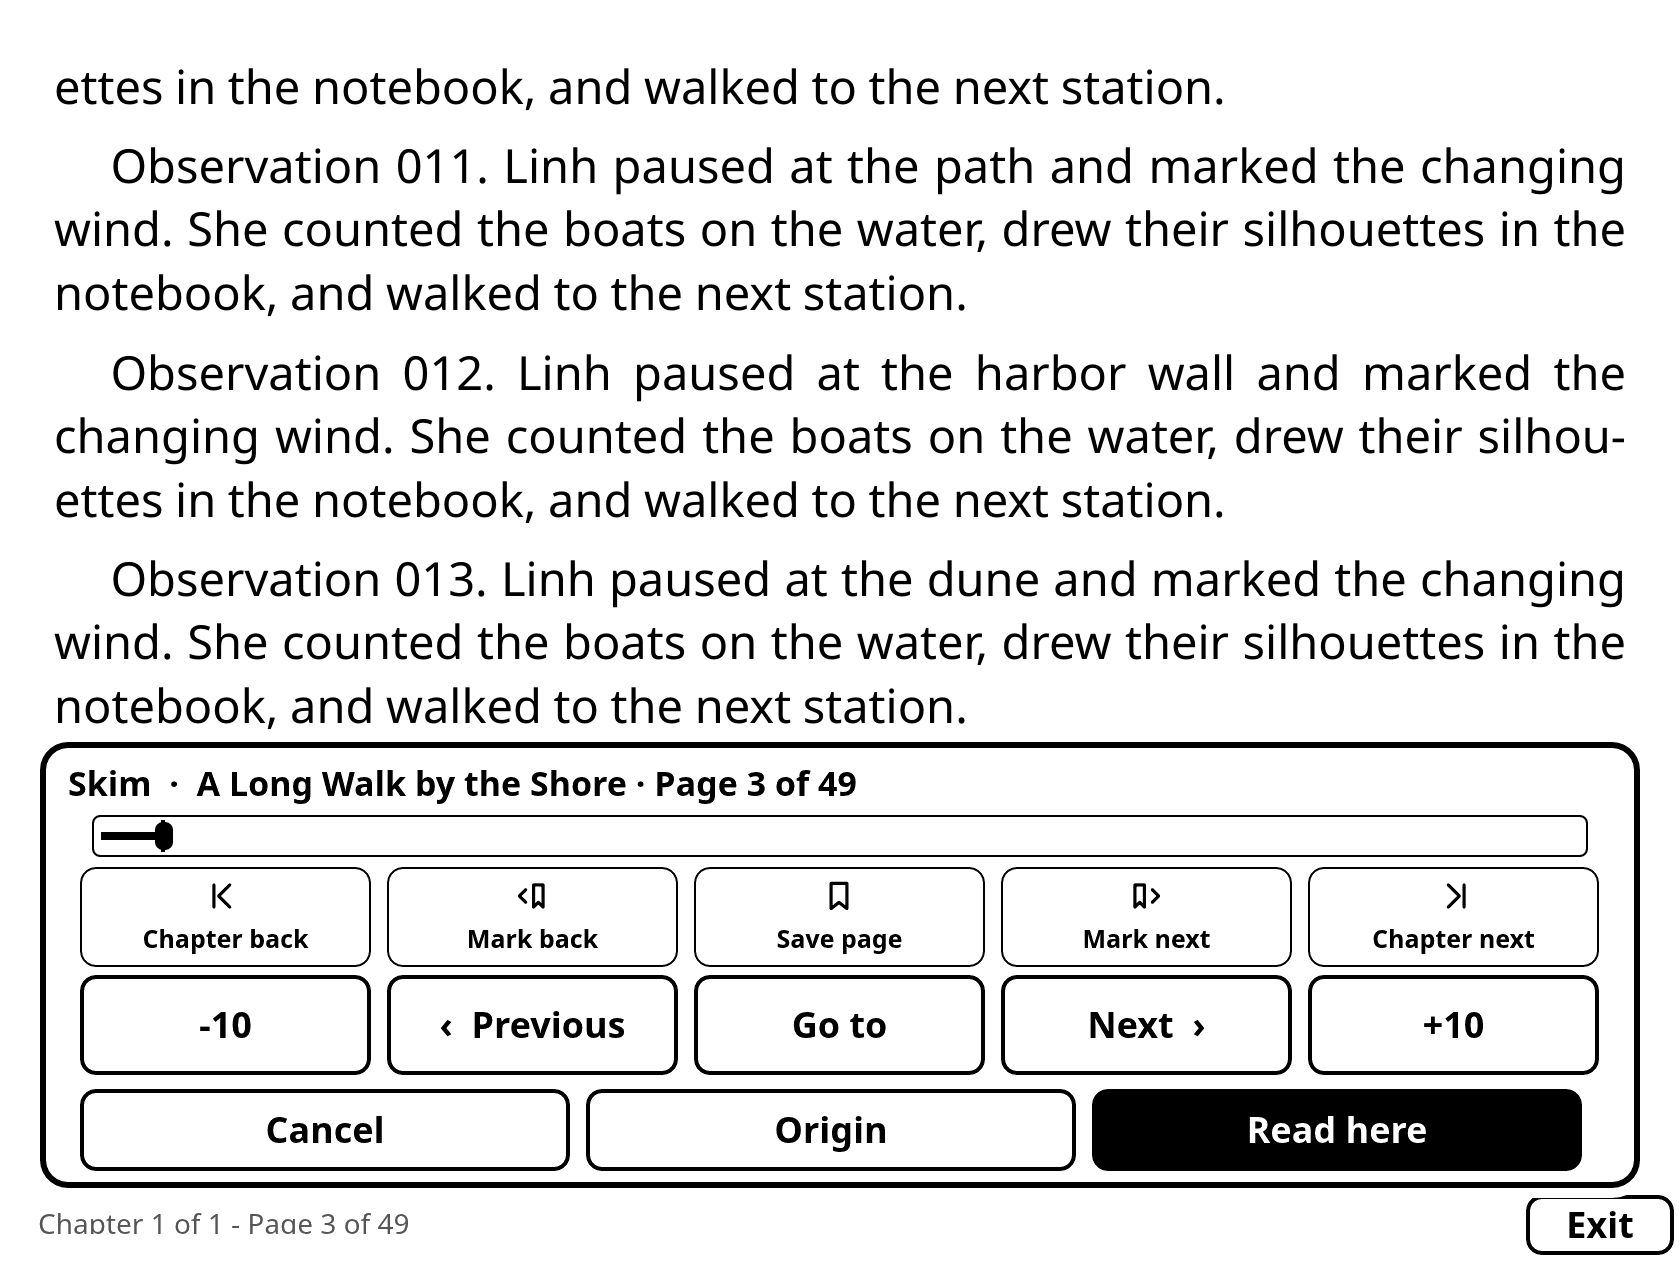 ettes in the notebook, and walked to the next station.
Observation 011. Linh paused at the path and marked the changing
wind. She counted the boats on the water, drew their silhouettes in the
notebook, and walked to the next station.
Observation 012. Linh paused at the harbor wall and marked the
changing wind. She counted the boats on the water, drew their silhou-
ettes in the notebook, and walked to the next station.
Observation 013. Linh paused at the dune and marked the changing
wind. She counted the boats on the water, drew their silhouettes in the
notebook, and walked to the next station.
Skim · A Long Walk by the Shore · Page 3 of 49
Chapter back
Mark back
Save page
Mark next
Chapter next
-10
‹ Previous
Go to
Next ›
+10
Cancel
Origin
Read here
Chapter 1 of 1 - Page 3 of 49
Exit